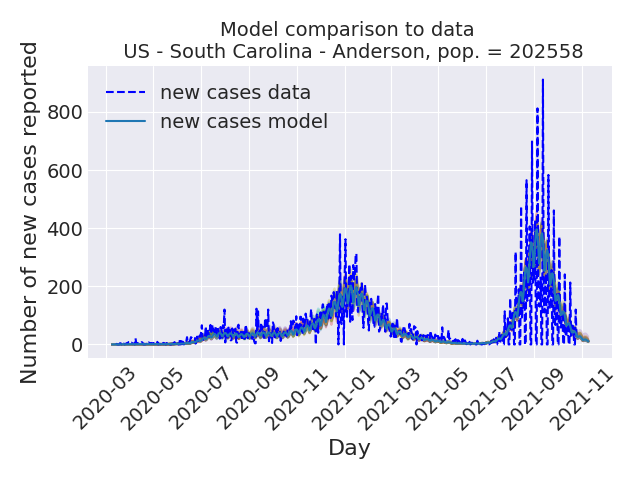 Model comparison to data
US - South Carolina - Anderson, pop. = 202558
Number of new cases reported
800
600
400
200
0
new cases data
new cases model
2020-03
2020-05
2020-07
2020-09
2020-11
2021-01
2021-03
2021-05
2021-07
2021-09
2021-11
Day